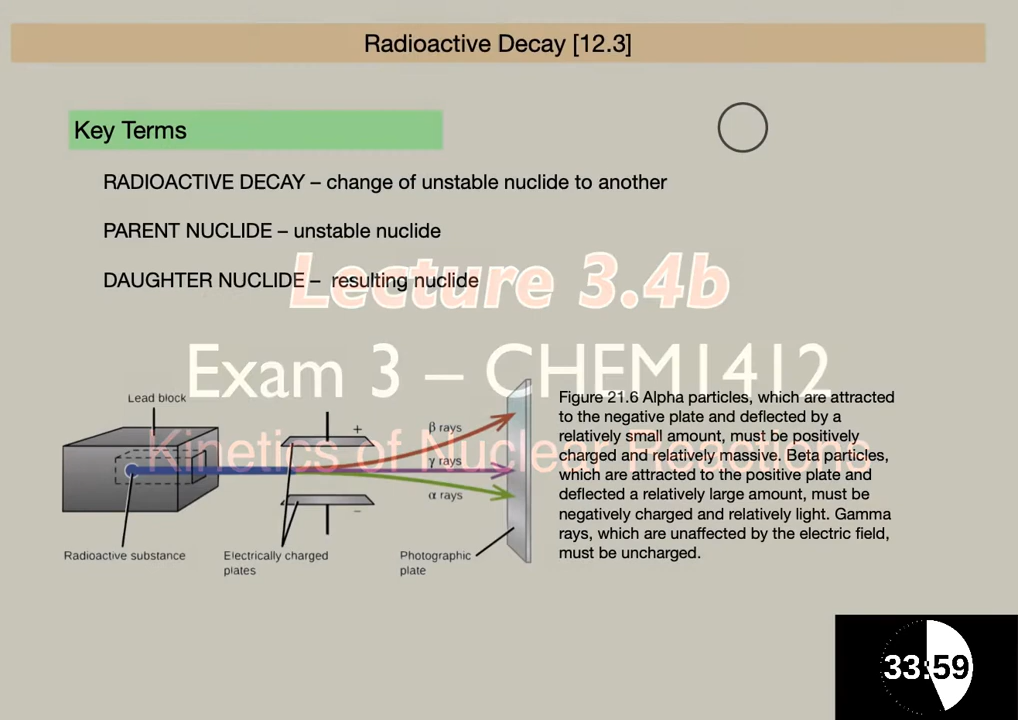 Radioactive Decay [12.3]
Key Terms
RADIOACTIVE DECAY – change of unstable nuclide to another
PARENT NUCLIDE – unstable nuclide
DAUGHTER NUCLIDE – resulting nuclide
Lecture 3.4b
Exam 3 – CHEM1412
Kinetics of Nuclear Reactions
Lead block
β rays
+
γ rays
α rays
–
Radioactive substance
Electrically charged
plates
Photographic
plate
Figure 21.6 Alpha particles, which are attracted
to the negative plate and deflected by a
relatively small amount, must be positively
charged and relatively massive. Beta particles,
which are attracted to the positive plate and
deflected a relatively large amount, must be
negatively charged and relatively light. Gamma
rays, which are unaffected by the electric field,
must be uncharged.
33:59